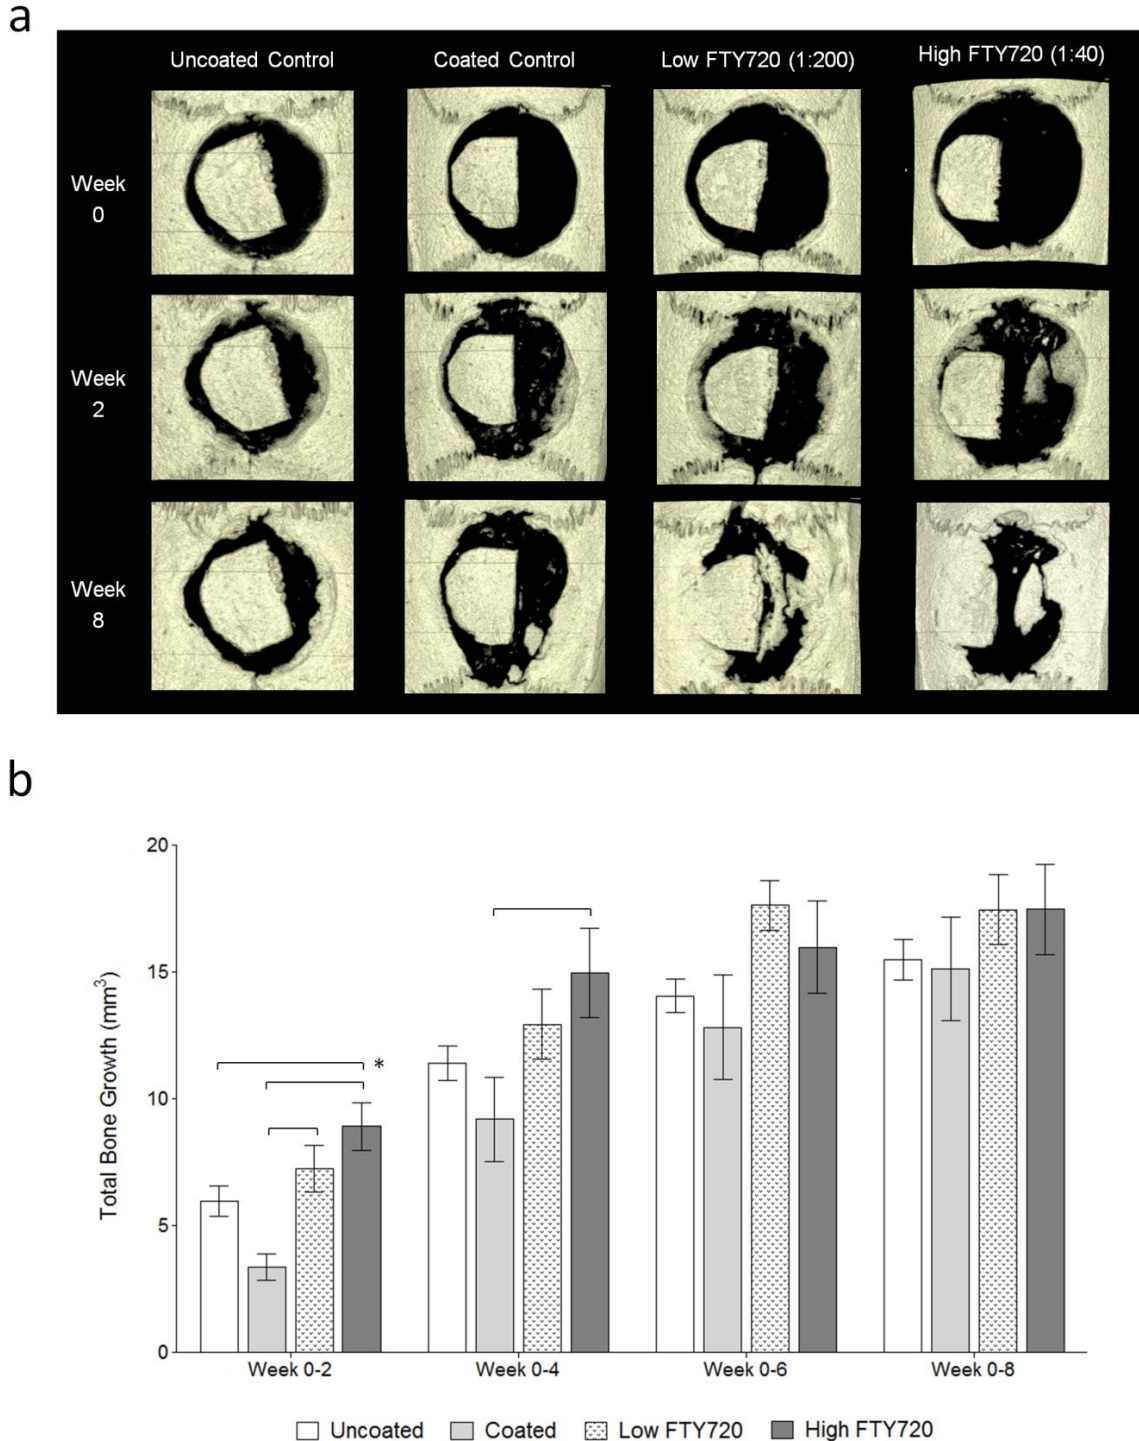 a
Uncoated Control
Coated Control
Low FTY720 (1:200)
High FTY720 (1:40)
Week
0
Week
2
Week
8
b
Total Bone Growth (mm³)
20
15
10
5
0
*
Week 0-2
Week 0-4
Week 0-6
Week 0-8
Uncoated
Coated
Low FTY720
High FTY720